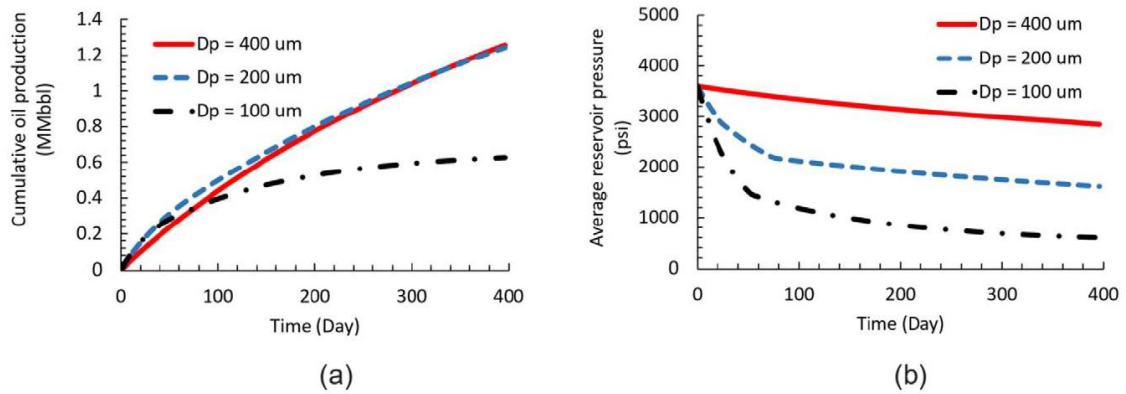 Cumulative oil production
(MMbbl)
1.4
1.2
1
0.8
0.6
0.4
0.2
0
Dp = 400 um
Dp = 200 um
Dp = 100 um
0 100 200 300 400
Time (Day)
(a)
Average reservoir pressure
(psi)
5000
4000
3000
2000
1000
0
Dp = 400 um
Dp = 200 um
Dp = 100 um
0 100 200 300 400
Time (Day)
(b)